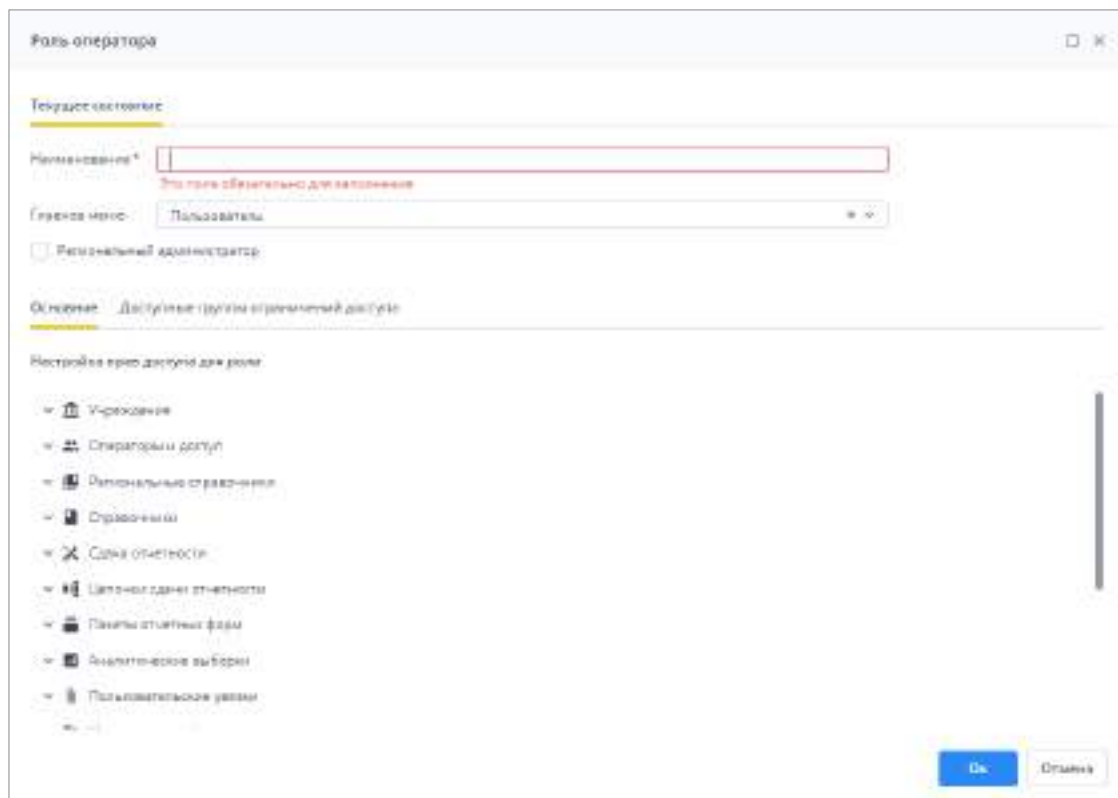 Роль оператора
Текущее состояние
Наименование *
Это поле обязательно для заполнения
Главное меню
Пользователь
Региональный администратор
Основные Доступные группы ограничений доступа
Настройка прав доступа для роли
Учреждения
Операторы и доступ
Региональные справочники
Справочники
Сдача отчетности
Цепочки сдачи отчетности
Пакеты отчетных форм
Аналитические выборки
Пользовательские увязки
Ок Отмена